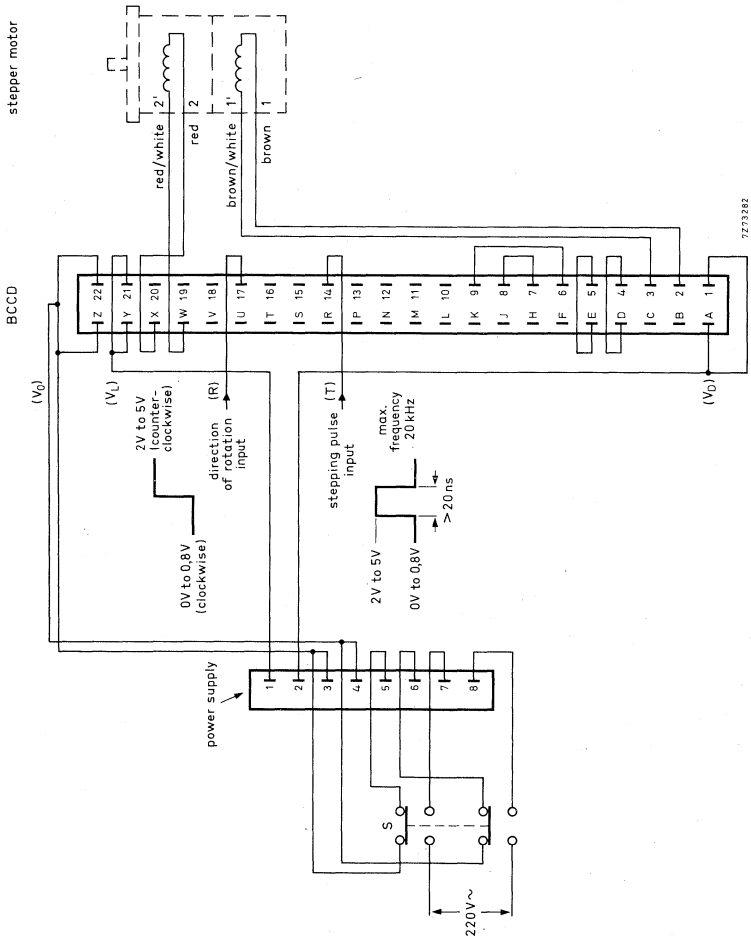 stepper motor
BCCD
2'
2
1'
1
red/white
red
brown/white
brown
Z 22
Y 21
X 20
W 19
V 18
U 17
T 16
S 15
R 14
P 13
N 12
M 11
L 10
K 9
J 8
H 7
F 6
E 5
D 4
C 3
B 2
A 1
7Z73282
(V0)
(VL)
2V to 5V
(counter-
clockwise)
0V to 0,8V
(clockwise)
(R)
direction
of rotation
input
(T)
stepping pulse
input
max.
frequency
20 kHz
2V to 5V
0V to 0,8V
>20ns
(VD)
power supply
1
2
3
4
5
6
7
8
S
220V~